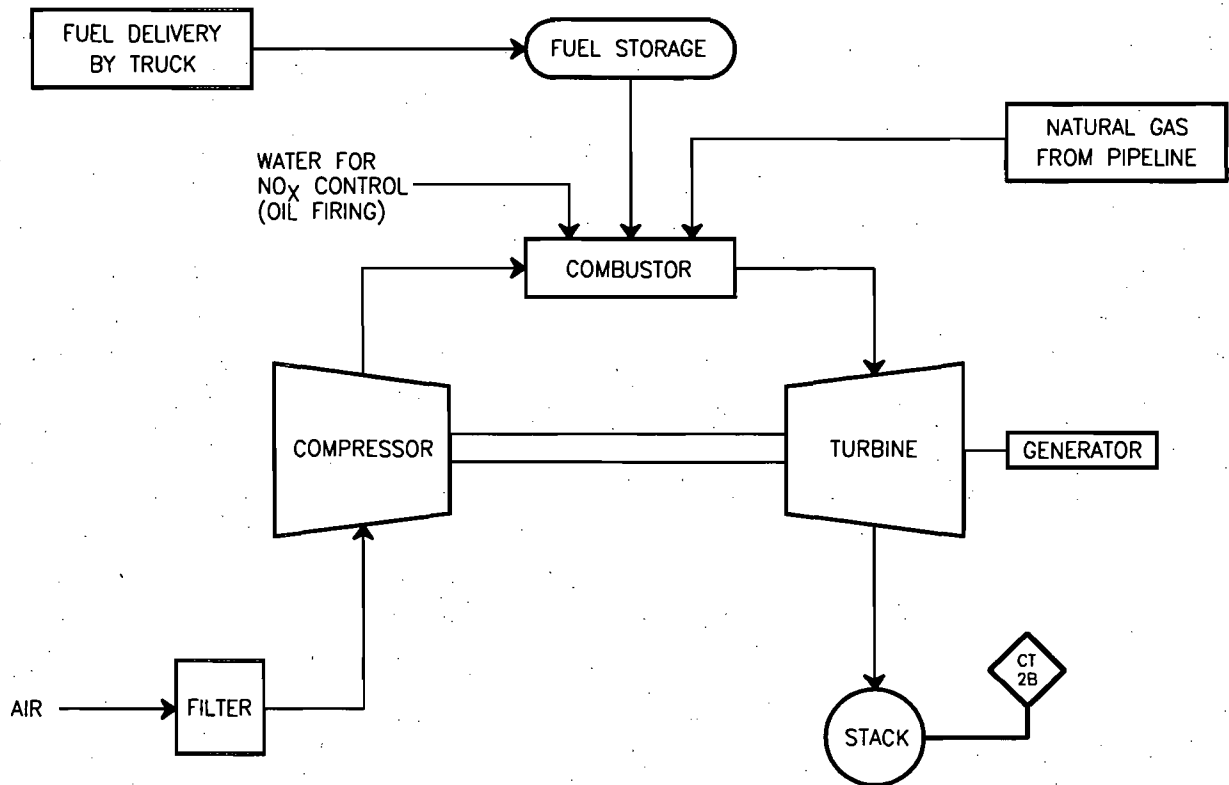 FUEL DELIVERY
BY TRUCK
FUEL STORAGE
NATURAL GAS
FROM PIPELINE
WATER FOR
NOX CONTROL
(OIL FIRING)
COMBUSTOR
COMPRESSOR
TURBINE
GENERATOR
AIR
FILTER
STACK
CT
2B